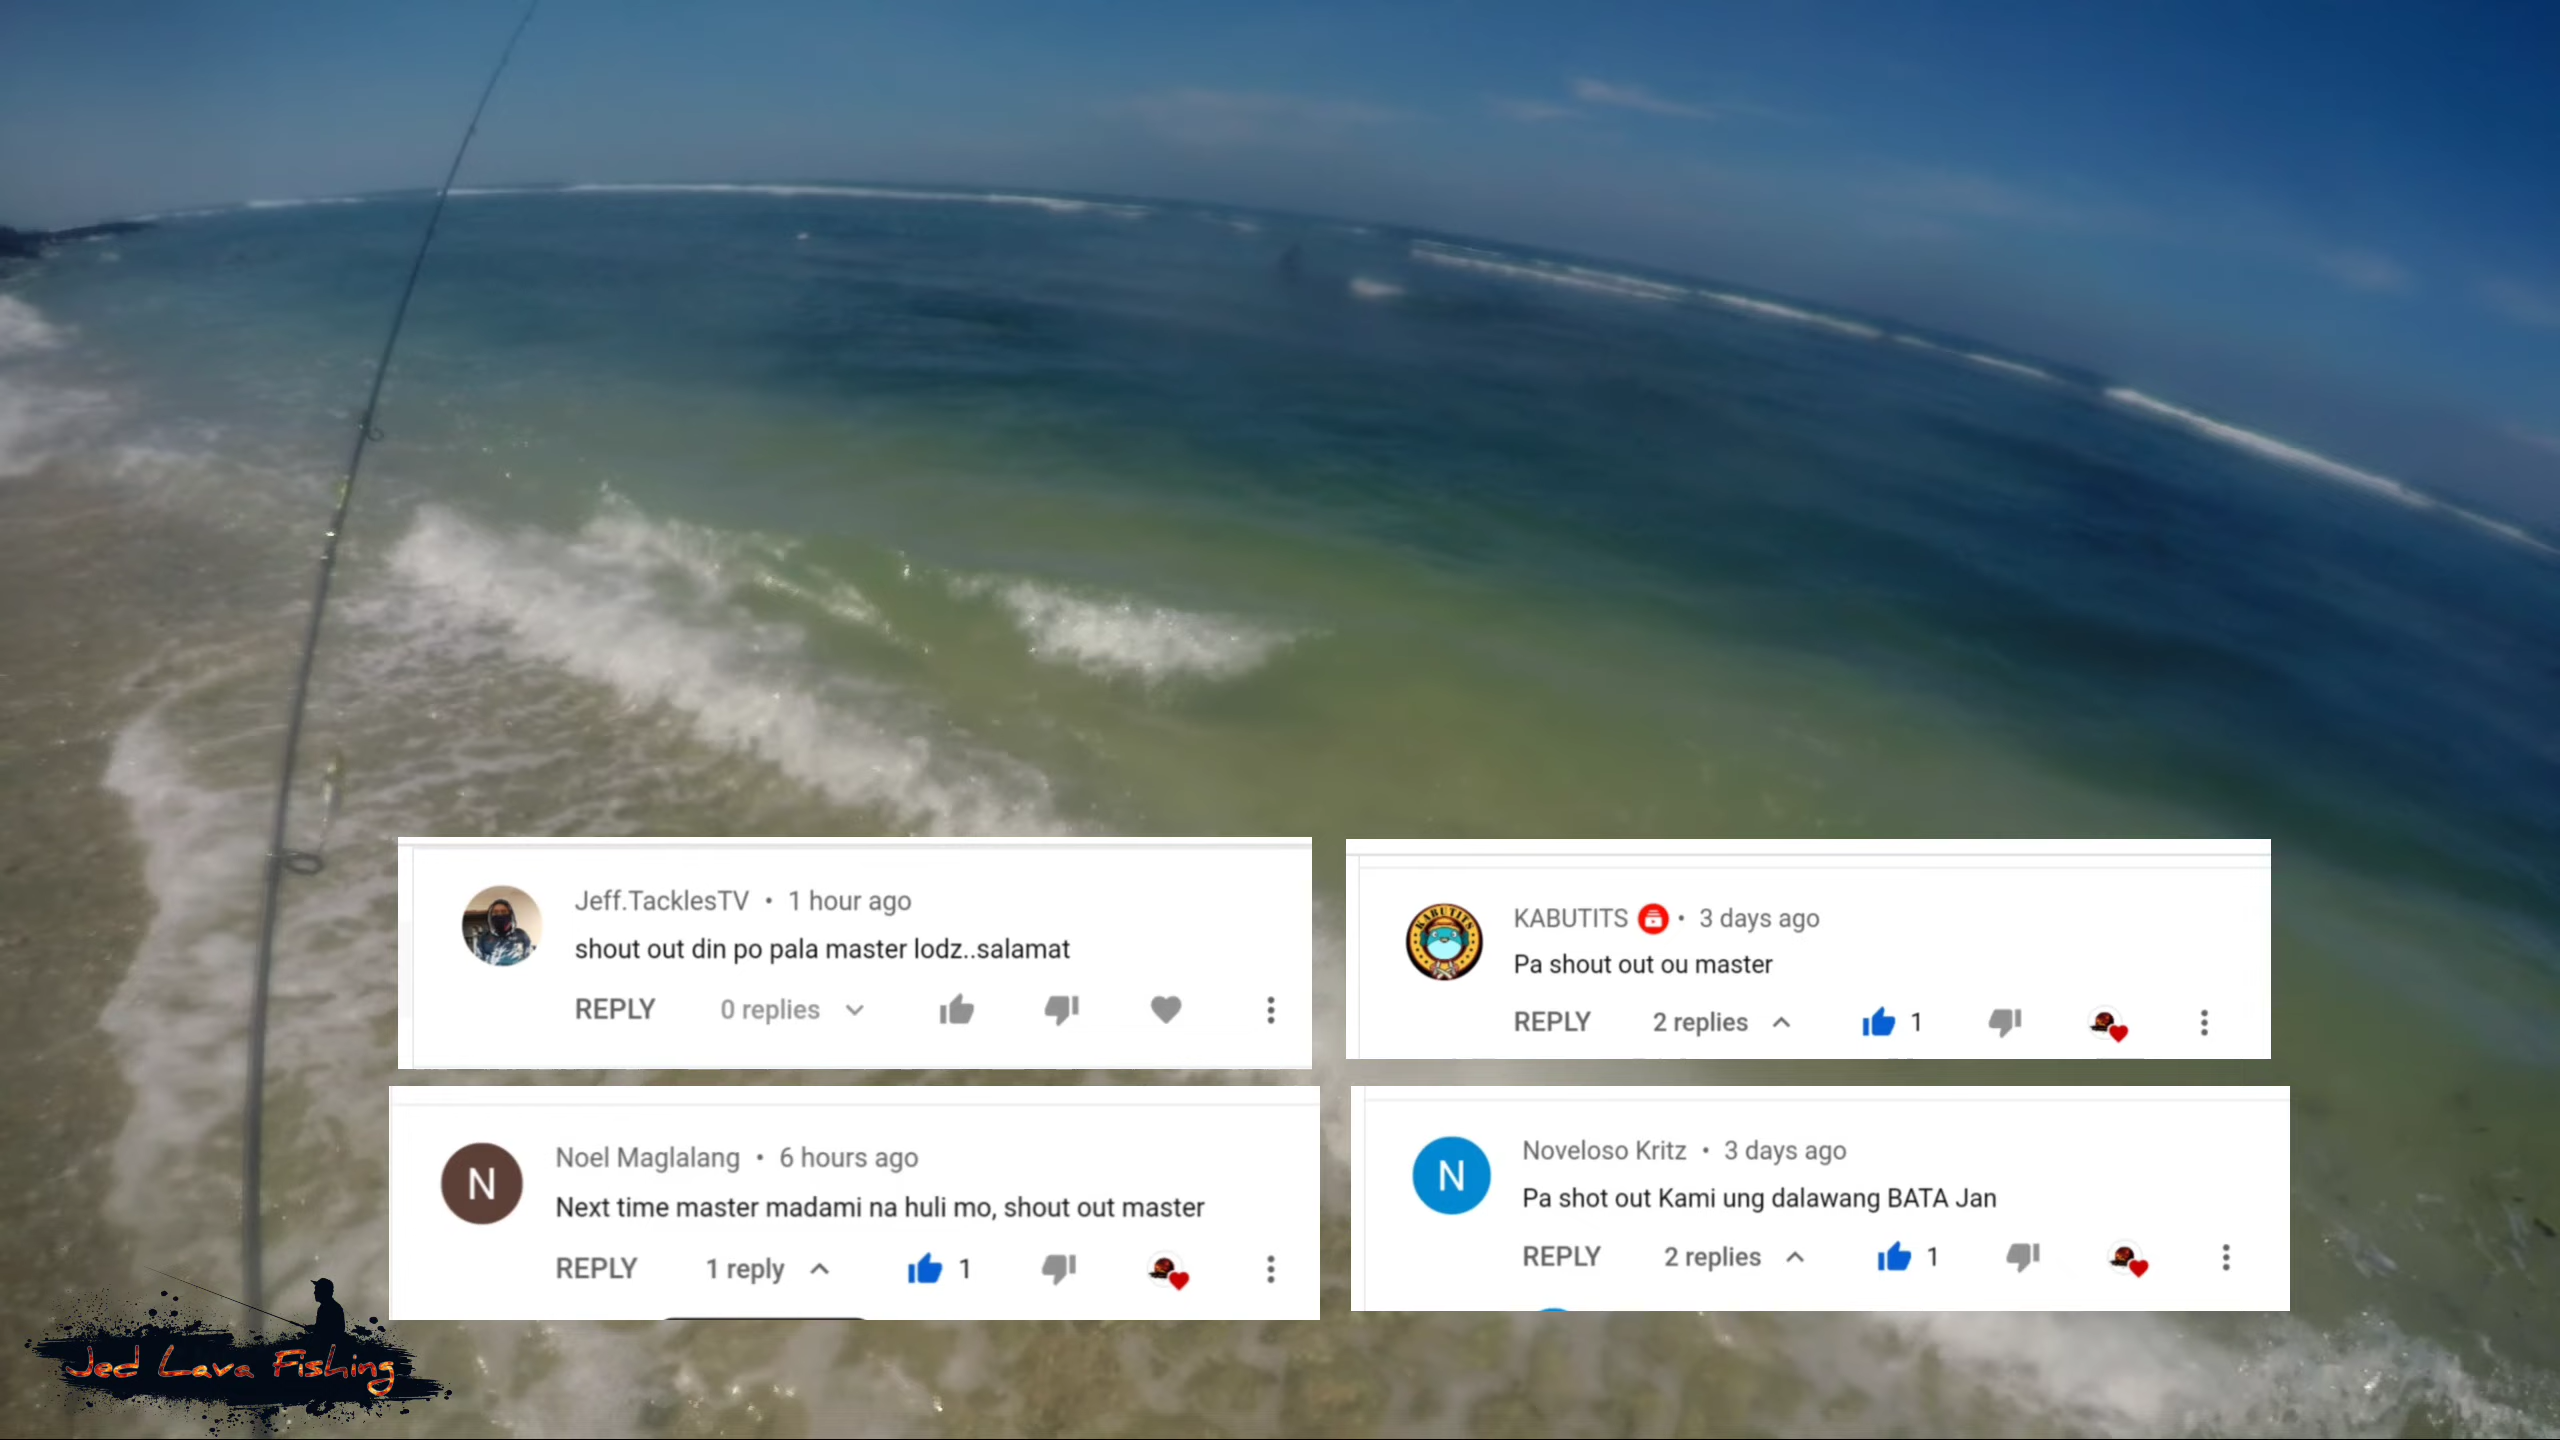 Jeff.TacklesTV • 1 hour ago
shout out din po pala master lodz..salamat
REPLY 0 replies
KABUTITS • 3 days ago
Pa shout out ou master
REPLY 2 replies 1
N
Noel Maglalang • 6 hours ago
Next time master madami na huli mo, shout out master
REPLY 1 reply 1
N
Noveloso Kritz • 3 days ago
Pa shot out Kami ung dalawang BATA Jan
REPLY 2 replies 1
Jed Lava Fishing
KABUTITS